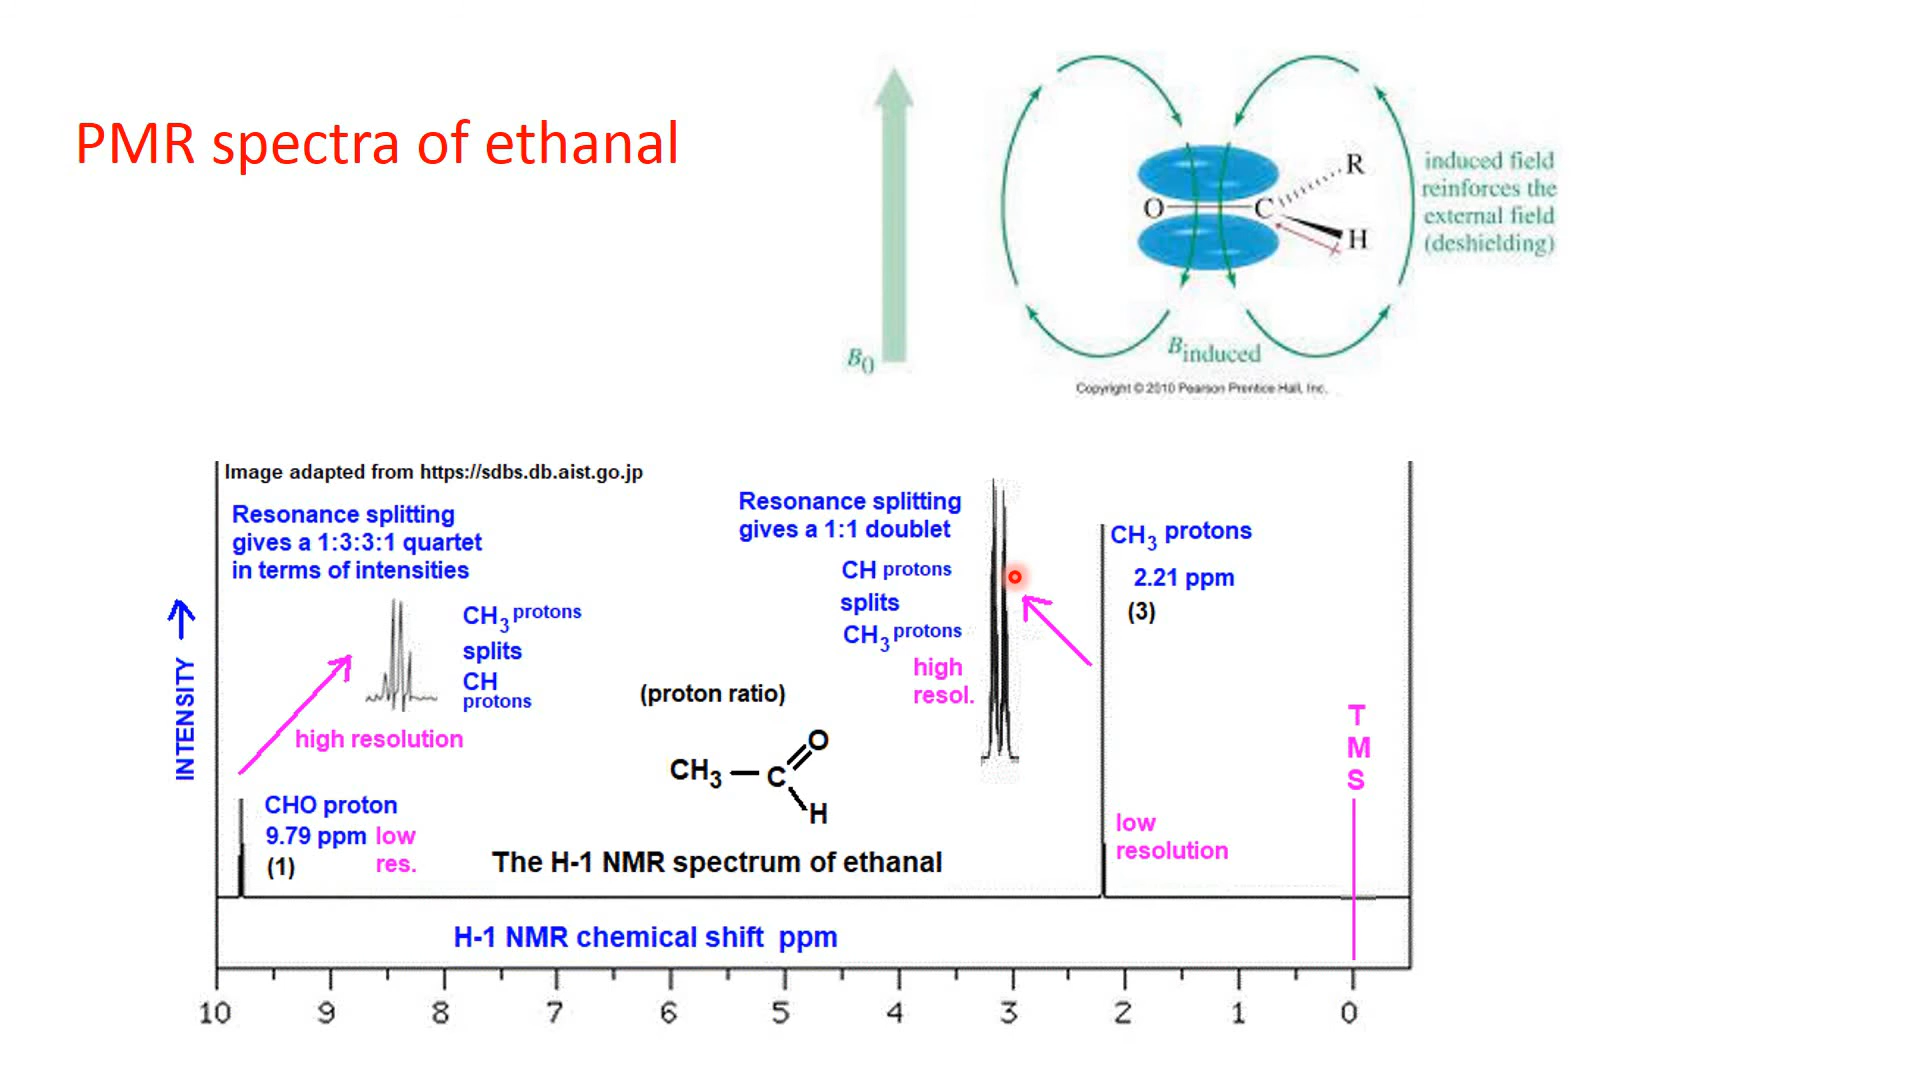 PMR spectra of ethanal
B0
O
C
R
H
induced field
reinforces the
external field
(deshielding)
Binduced
Copyright © 2010 Pearson Prentice Hall, Inc.
Image adapted from https://sdbs.db.aist.go.jp
Resonance splitting
gives a 1:3:3:1 quartet
in terms of intensities
CH3 protons
splits
CH
protons
high resolution
INTENSITY
CHO proton
9.79 ppm low
(1) res.
Resonance splitting
gives a 1:1 doublet
CH protons
splits
CH3 protons
high
resol.
(proton ratio)
CH3 C O
H
The H-1 NMR spectrum of ethanal
CH3 protons
2.21 ppm
(3)
low
resolution
T
M
S
H-1 NMR chemical shift ppm
10 9 8 7 6 5 4 3 2 1 0